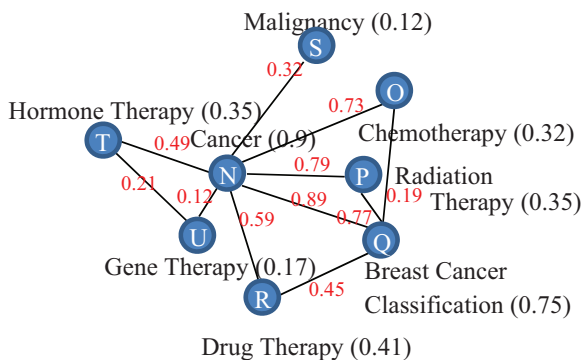 Malignancy (0.12)
S
0.32
O
0.73
Hormone Therapy (0.35)
Chemotherapy (0.32)
T
0.49
Cancer (0.9)
0.79
N
P
Radiation
0.21
0.12
0.89
0.19
Therapy (0.35)
0.59
0.77
U
Q
Gene Therapy (0.17)
Breast Cancer
R
0.45
Classification (0.75)
Drug Therapy (0.41)